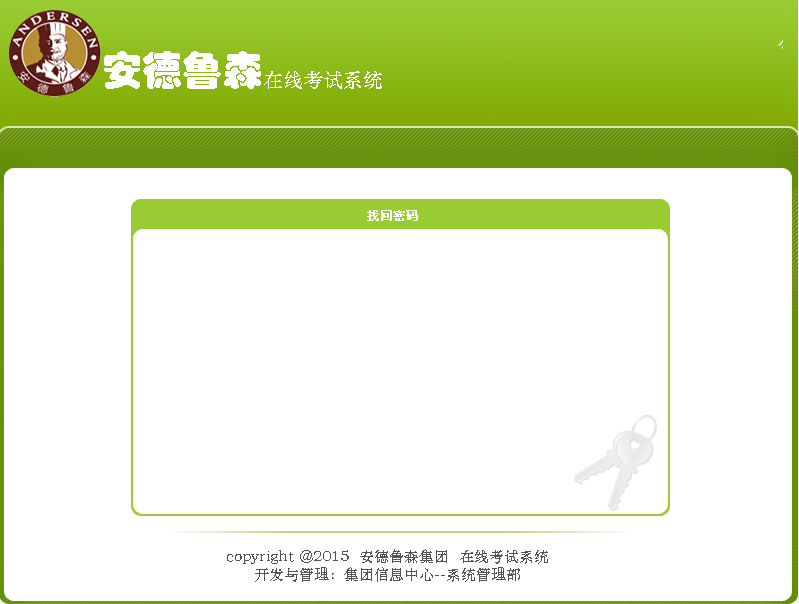 ANDERSEN
安德鲁森
安德鲁森在线考试系统
找回密码
copyright @2015 安德鲁森集团 在线考试系统
开发与管理：集团信息中心--系统管理部